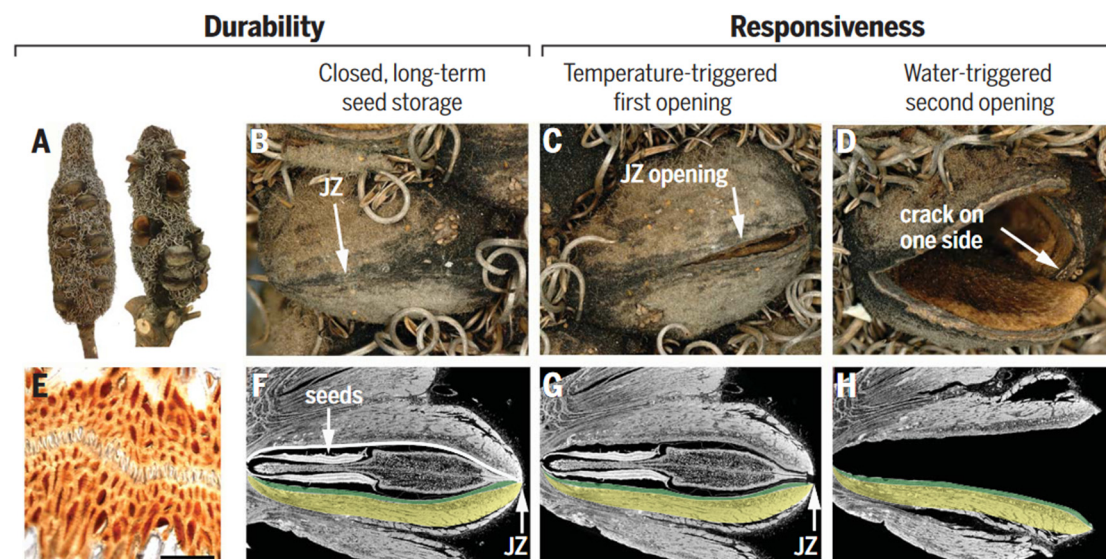 Durability
Responsiveness
Closed, long-term
seed storage
Temperature-triggered
first opening
Water-triggered
second opening
A
B
JZ
C
JZ opening
D
crack on
one side
E
F
seeds
JZ
G
JZ
H